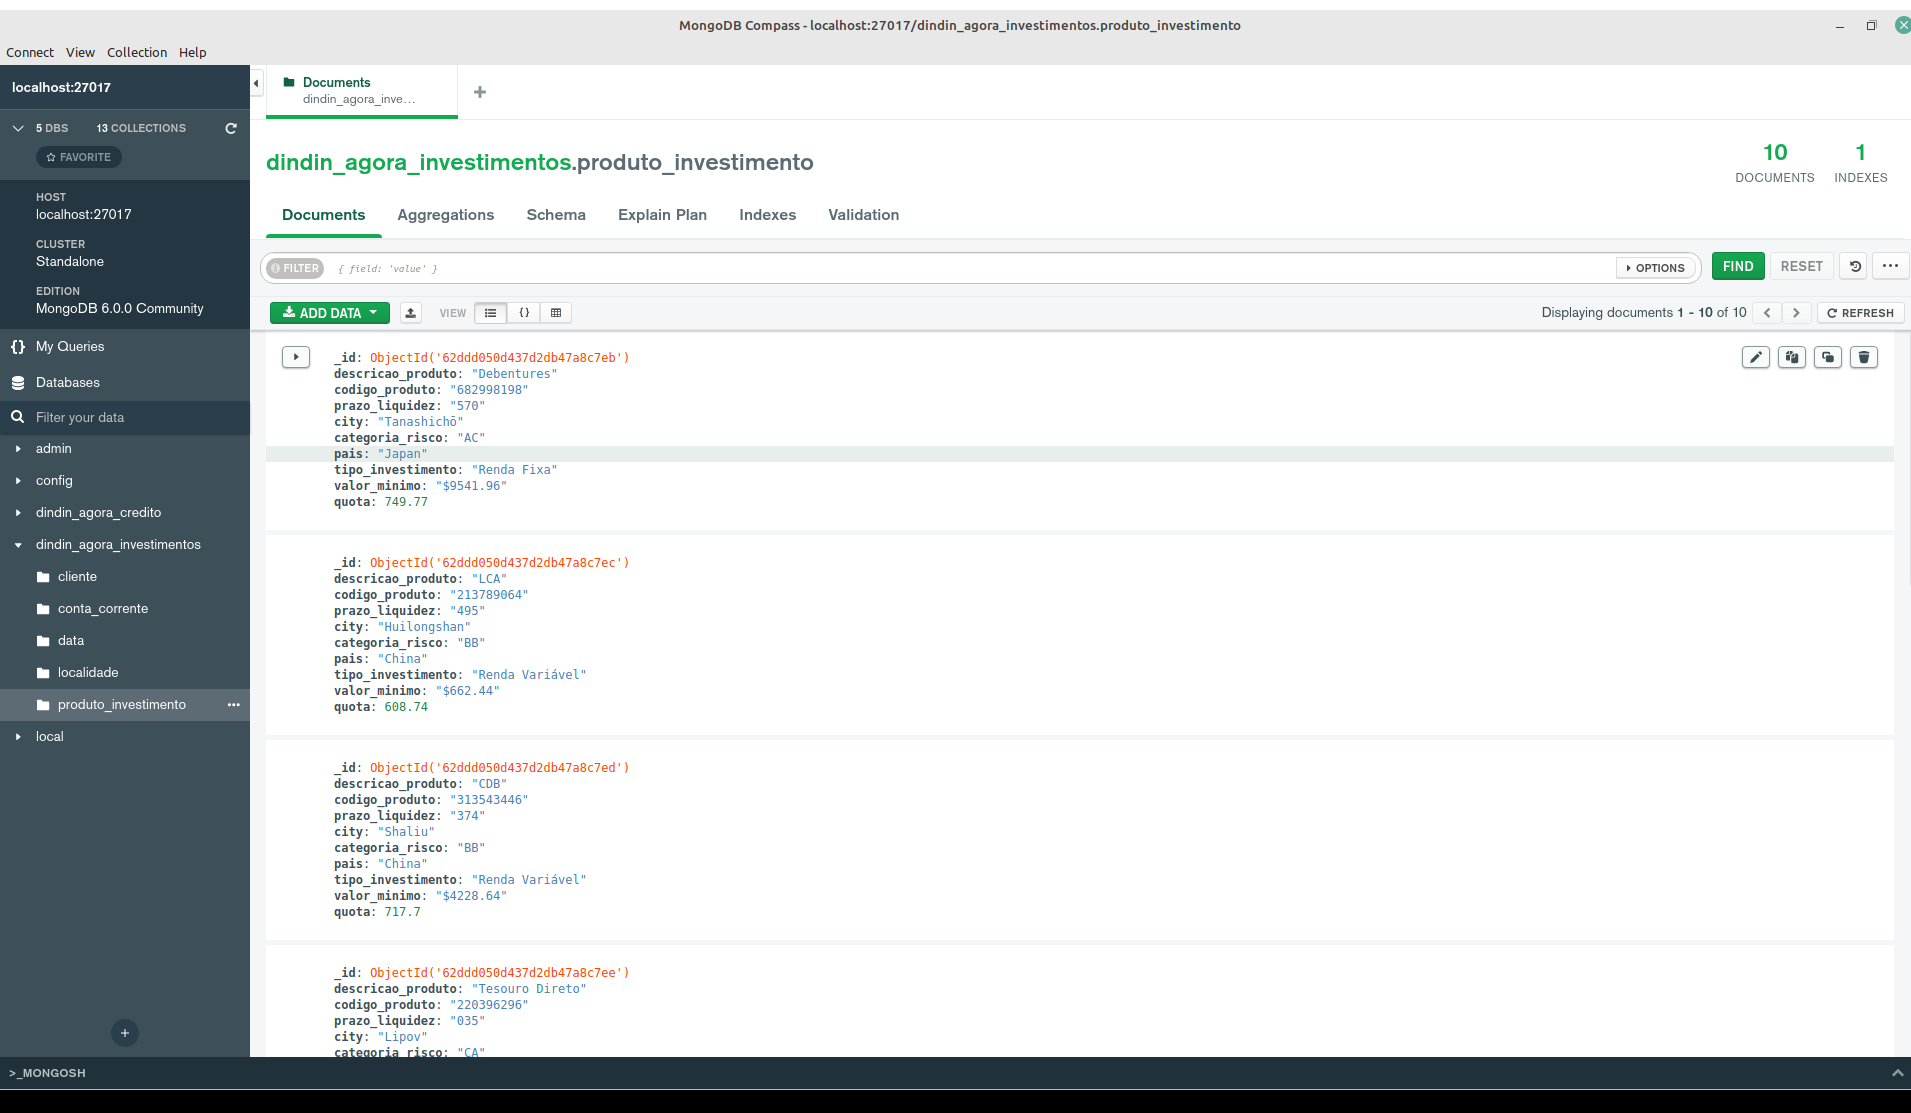 MongoDB Compass - localhost:27017/dindin_agora_investimentos.produto_investimento
Connect View Collection Help
localhost:27017
5 DBS 13 COLLECTIONS
FAVORITE
HOST
localhost:27017
CLUSTER
Standalone
EDITION
MongoDB 6.0.0 Community
{} My Queries
Databases
Filter your data
admin
config
dindin_agora_credito
dindin_agora_investimentos
cliente
conta_corrente
data
localidade
produto_investimento
local
Documents
dindin_agora_inve...
dindin_agora_investimentos.produto_investimento
10
DOCUMENTS
1
INDEXES
Documents Aggregations Schema Explain Plan Indexes Validation
FILTER { field: 'value' } OPTIONS FIND RESET
ADD DATA VIEW {} Displaying documents 1 - 10 of 10 REFRESH
_id: ObjectId('62ddd050d437d2db47a8c7eb')
descricao_produto: "Debentures"
codigo_produto: "682998198"
prazo_liquidez: "570"
city: "Tanashichō"
categoria_risco: "AC"
pais: "Japan"
tipo_investimento: "Renda Fixa"
valor_minimo: "$9541.96"
quota: 749.77
_id: ObjectId('62ddd050d437d2db47a8c7ec')
descricao_produto: "LCA"
codigo_produto: "213789064"
prazo_liquidez: "495"
city: "Huilongshan"
categoria_risco: "BB"
pais: "China"
tipo_investimento: "Renda Variável"
valor_minimo: "$662.44"
quota: 608.74
_id: ObjectId('62ddd050d437d2db47a8c7ed')
descricao_produto: "CDB"
codigo_produto: "313543446"
prazo_liquidez: "374"
city: "Shaliu"
categoria_risco: "BB"
pais: "China"
tipo_investimento: "Renda Variável"
valor_minimo: "$4228.64"
quota: 717.7
_id: ObjectId('62ddd050d437d2db47a8c7ee')
descricao_produto: "Tesouro Direto"
codigo_produto: "220396296"
prazo_liquidez: "035"
city: "Lipov"
categoria_risco: "CA"
>_MONGOSH